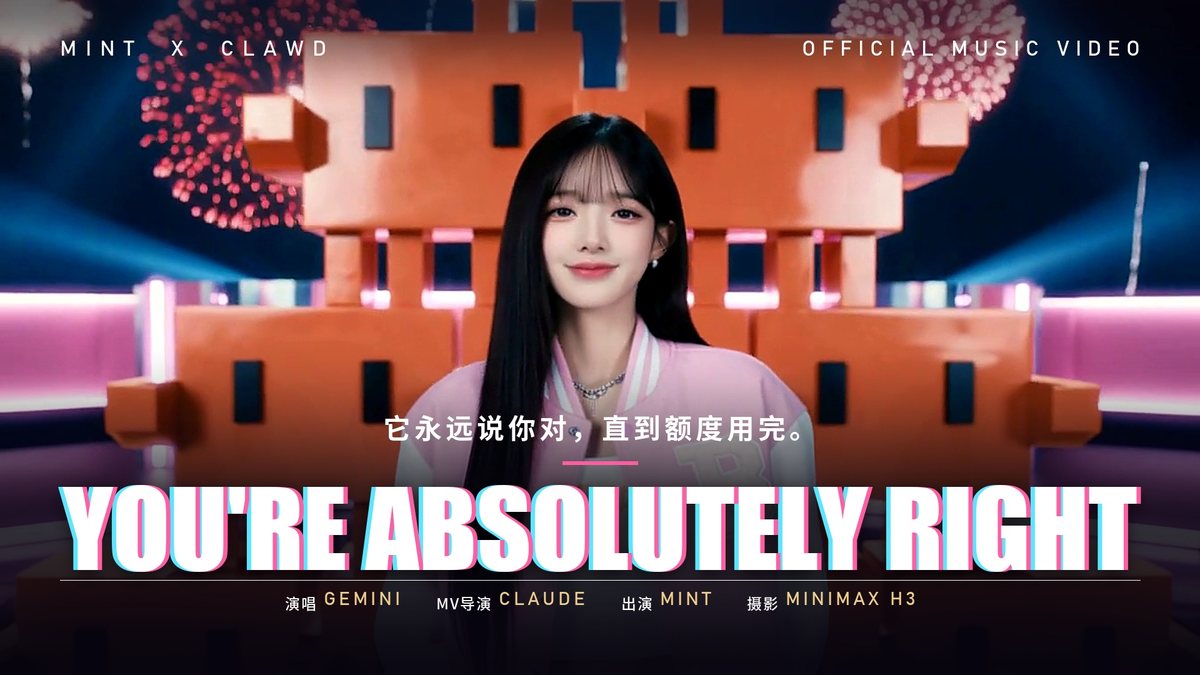 MINT X CLAWD
OFFICIAL MUSIC VIDEO
它永远说你对，直到额度用完。
YOU'RE ABSOLUTELY RIGHT
演唱 GEMINI MV导演 CLAUDE 出演 MINT 摄影 MINIMAX H3